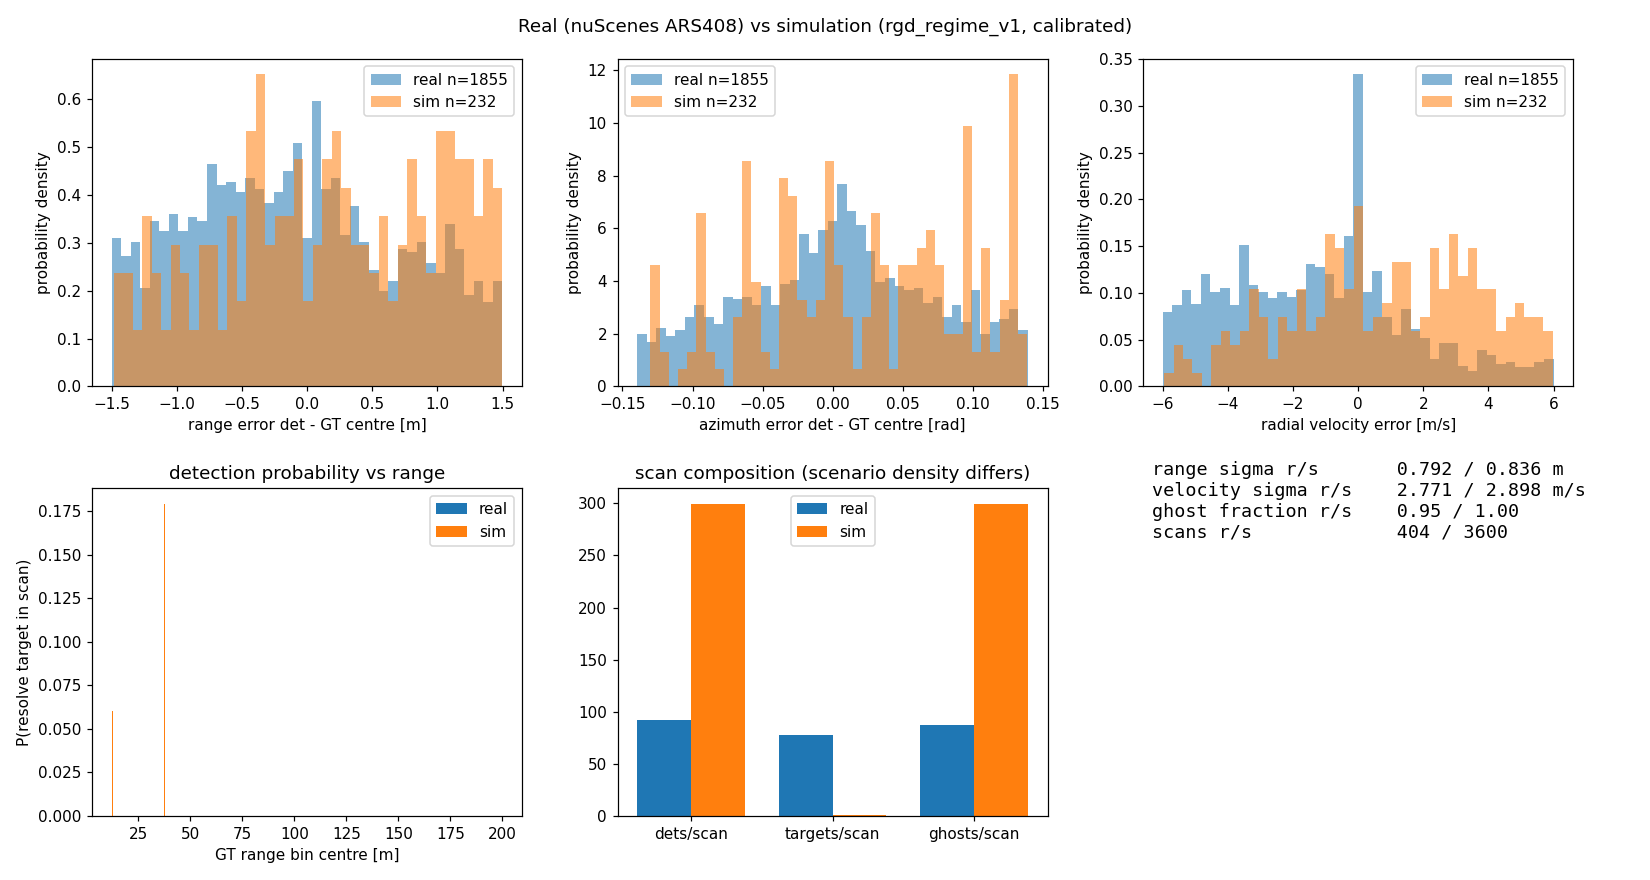 Real (nuScenes ARS408) vs simulation (rgd_regime_v1, calibrated)
probability density
0.6
0.5
0.4
0.3
0.2
0.1
0.0
real n=1855
sim n=232
−1.5 −1.0 −0.5 0.0 0.5 1.0 1.5
range error det - GT centre [m]
probability density
12
10
8
6
4
2
0
real n=1855
sim n=232
−0.15 −0.10 −0.05 0.00 0.05 0.10 0.15
azimuth error det - GT centre [rad]
probability density
0.35
0.30
0.25
0.20
0.15
0.10
0.05
0.00
real n=1855
sim n=232
−6 −4 −2 0 2 4 6
radial velocity error [m/s]
detection probability vs range
P(resolve target in scan)
0.175
0.150
0.125
0.100
0.075
0.050
0.025
0.000
real
sim
25 50 75 100 125 150 175 200
GT range bin centre [m]
scan composition (scenario density differs)
300
250
200
150
100
50
0
real
sim
dets/scan targets/scan ghosts/scan
range sigma r/s 0.792 / 0.836 m
velocity sigma r/s 2.771 / 2.898 m/s
ghost fraction r/s 0.95 / 1.00
scans r/s 404 / 3600